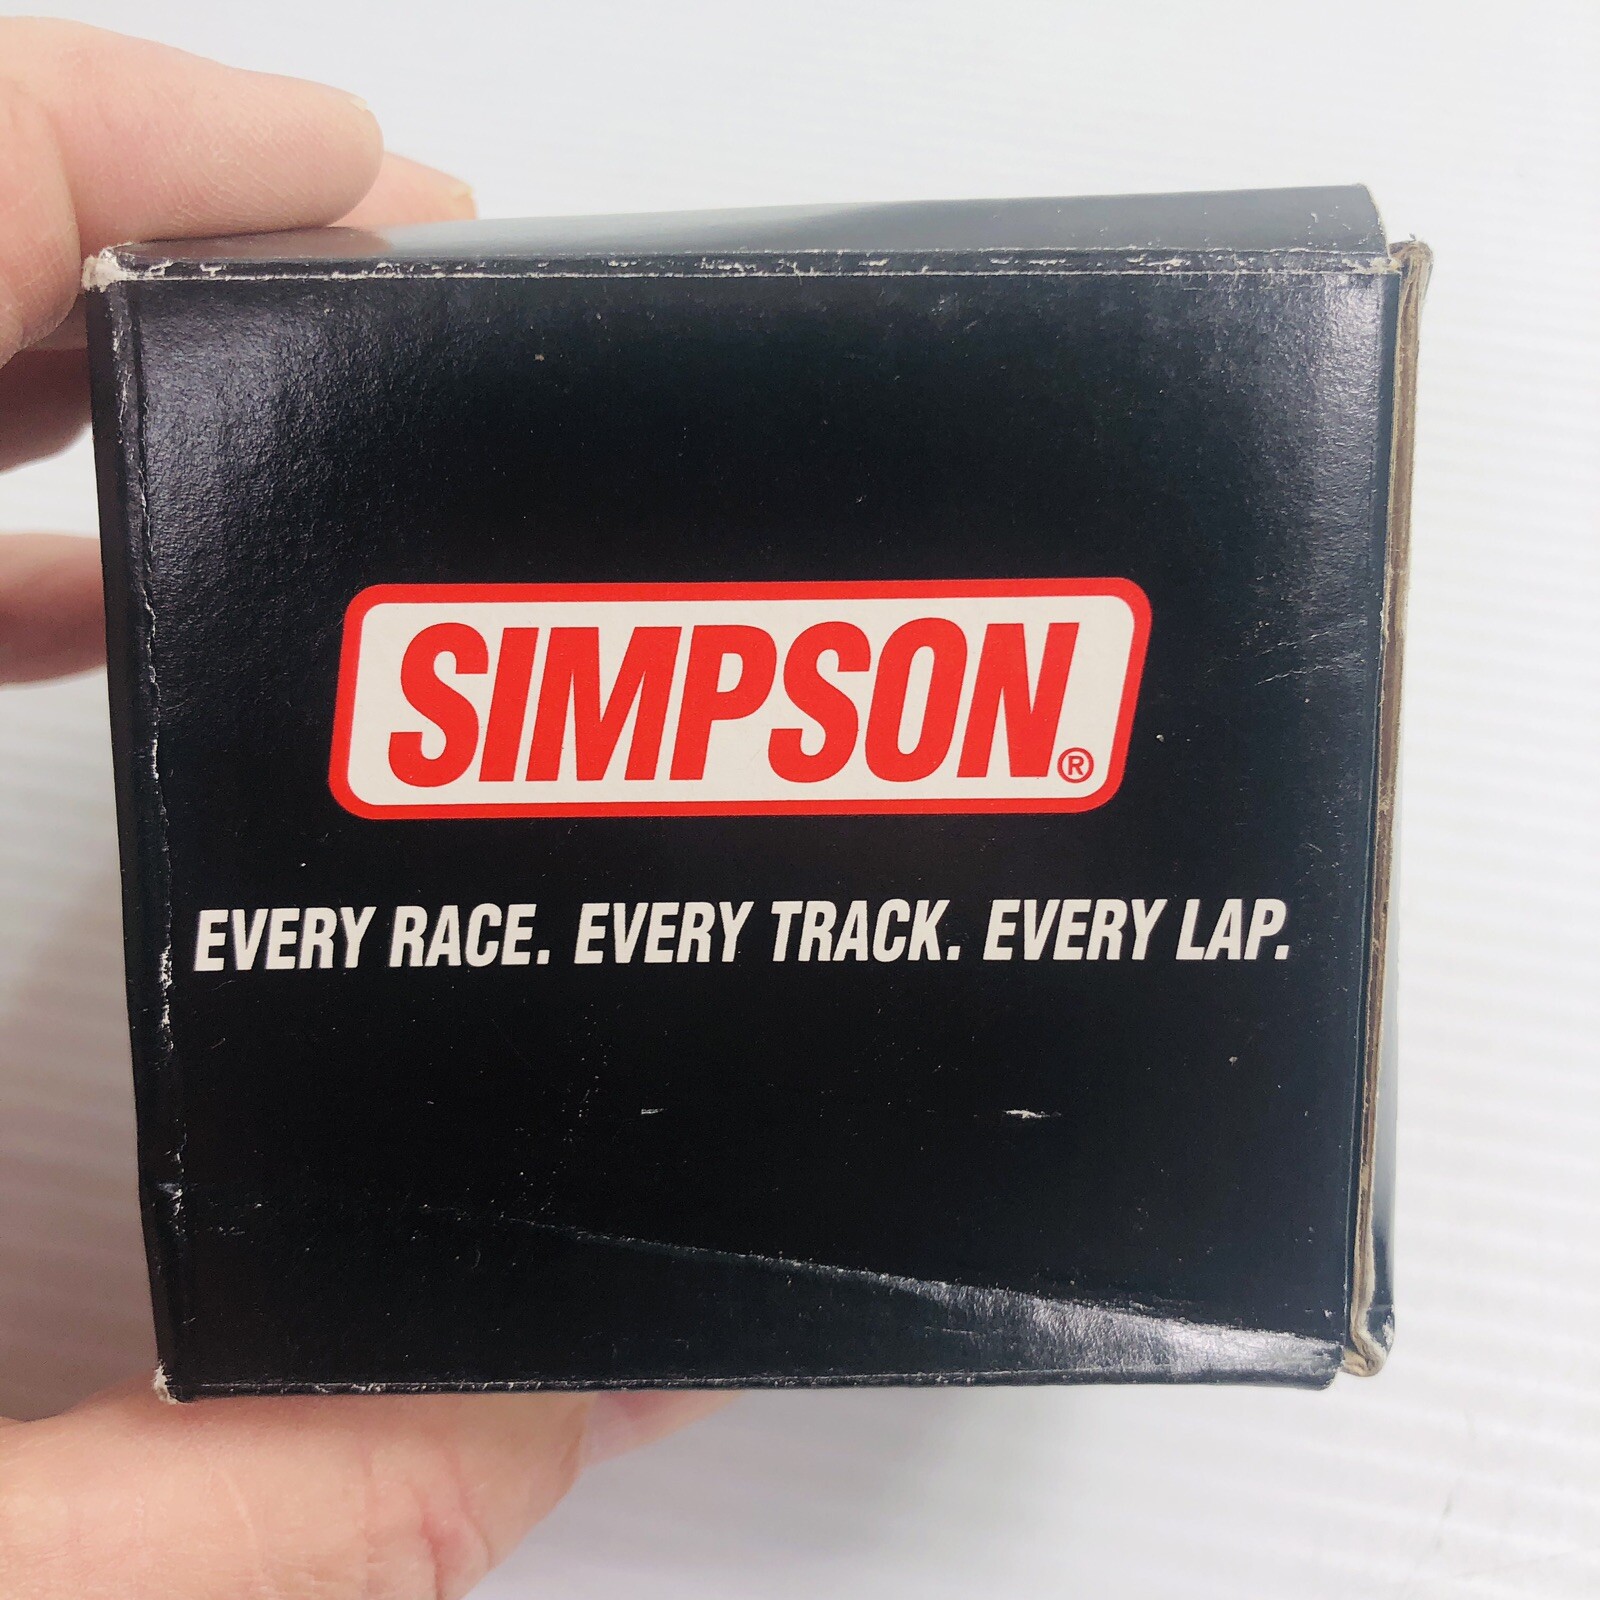 SIMPSON®
EVERY RACE. EVERY TRACK. EVERY LAP.